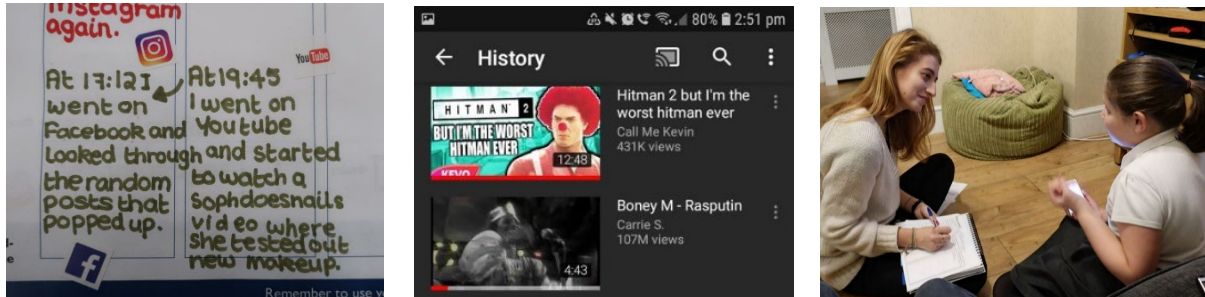 Instagram
again.
YouTube
At 17:12 I
went on
Facebook and
looked through
the random
posts that
popped up.
At 19:45
I went on
YouTube
and started
to watch a
sophdoesnails
video where
she tested out
new makeup.
Remember to use
80% 2:51 pm
History
HITMAN 2
BUT I'M THE WORST
HITMAN EVER
KEVO
12:48
Hitman 2 but I'm the
worst hitman ever
Call Me Kevin
431K views
4:43
Boney M - Rasputin
Carrie S.
107M views